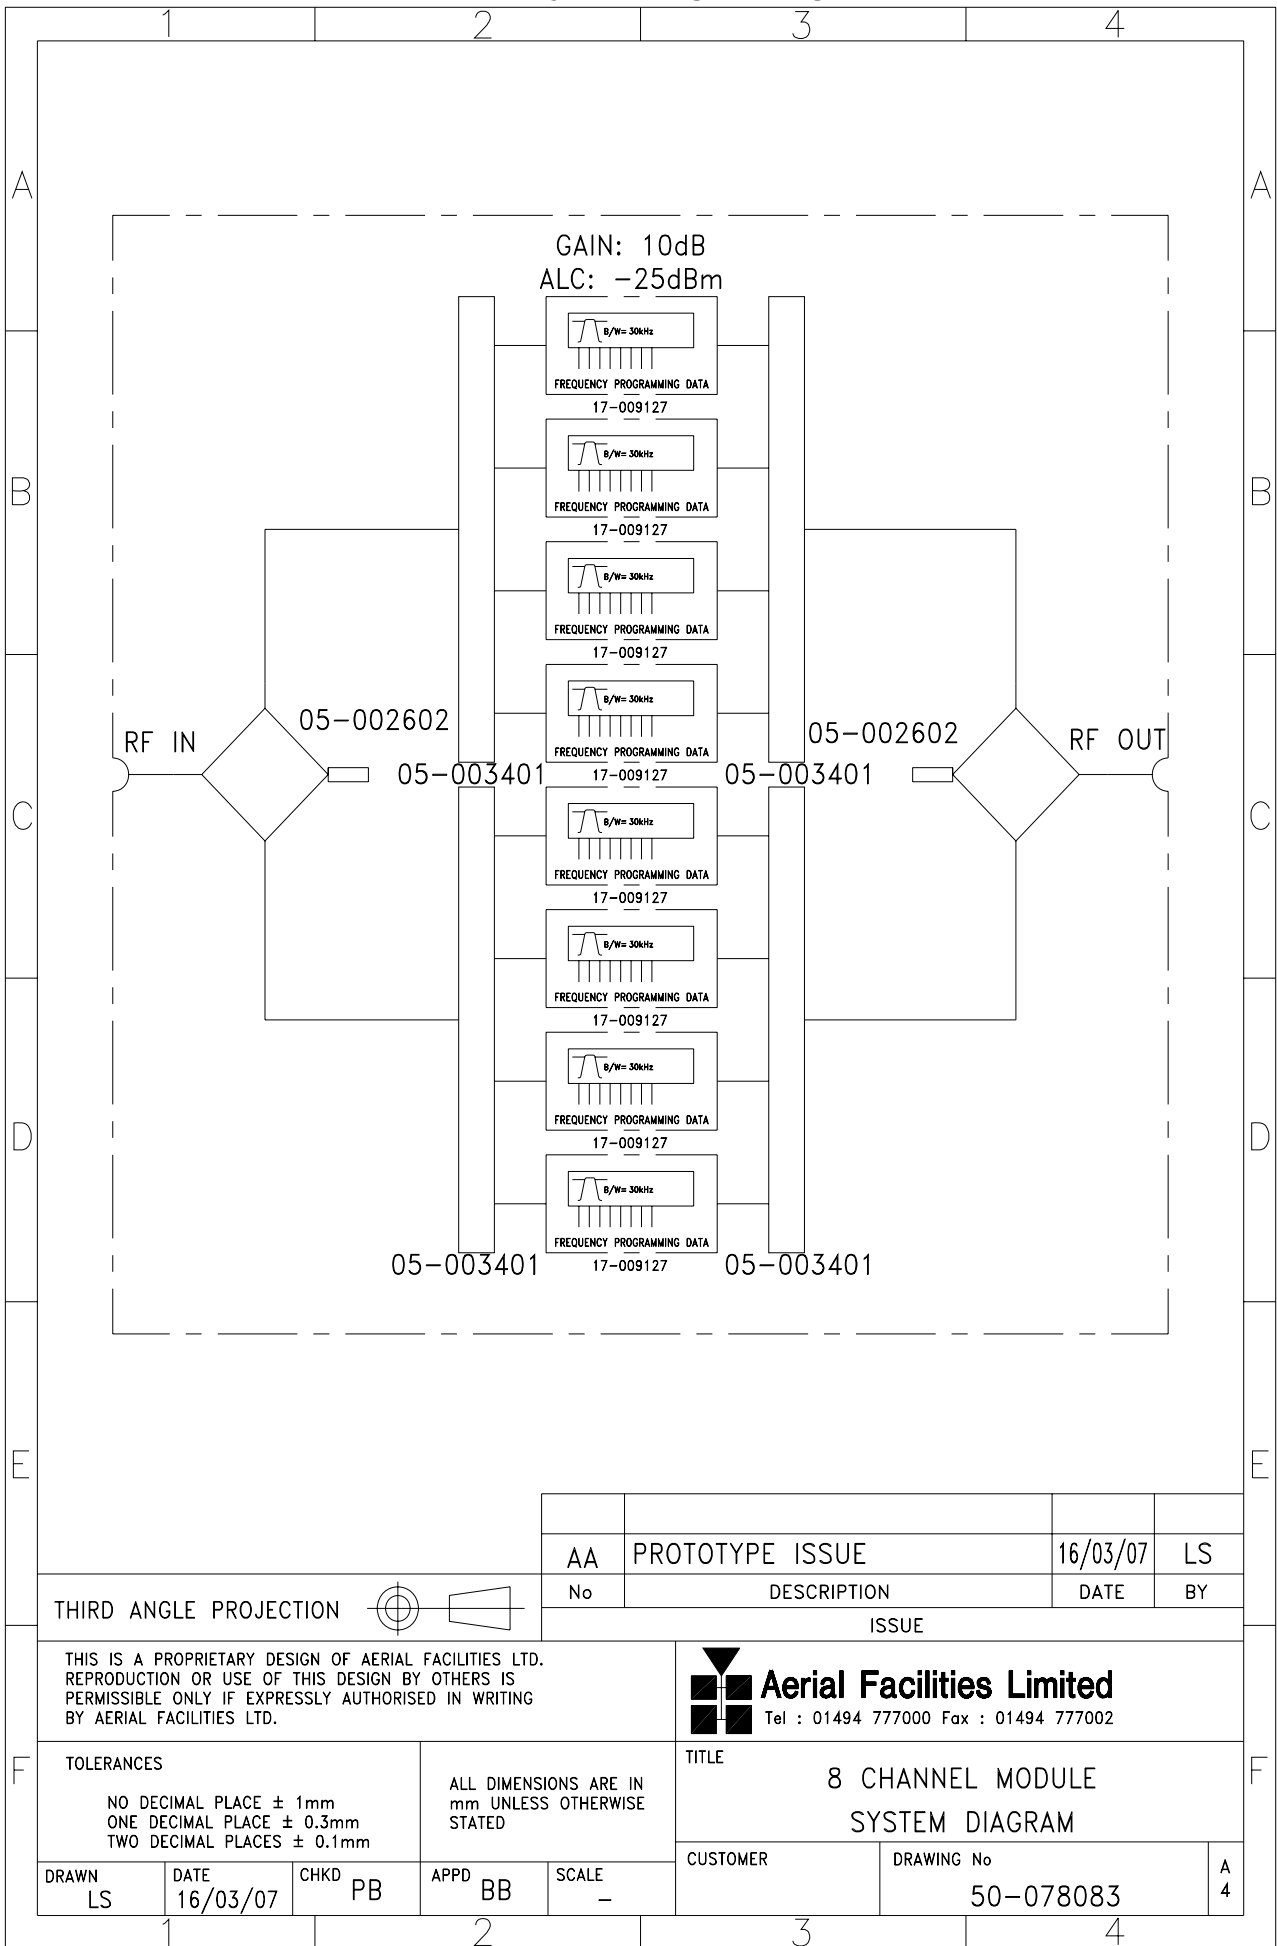 1 2 3 4
A A
GAIN: 10dB
ALC: -25dBm
B/W= 30kHz
FREQUENCY PROGRAMMING DATA
17-009127
B/W= 30kHz
B B
FREQUENCY PROGRAMMING DATA
17-009127
B/W= 30kHz
FREQUENCY PROGRAMMING DATA
17-009127
B/W= 30kHz
05-002602 05-002602
RF IN RF OUT
FREQUENCY PROGRAMMING DATA
05-003401 17-009127 05-003401
C C
B/W= 30kHz
FREQUENCY PROGRAMMING DATA
17-009127
B/W= 30kHz
FREQUENCY PROGRAMMING DATA
17-009127
B/W= 30kHz
FREQUENCY PROGRAMMING DATA
D D
17-009127
B/W= 30kHz
FREQUENCY PROGRAMMING DATA
05-003401 17-009127 05-003401
E E
AA PROTOTYPE ISSUE 16/03/07 LS
No DESCRIPTION DATE BY
ISSUE
THIRD ANGLE PROJECTION
THIS IS A PROPRIETARY DESIGN OF AERIAL FACILITIES LTD.
REPRODUCTION OR USE OF THIS DESIGN BY OTHERS IS
PERMISSIBLE ONLY IF EXPRESSLY AUTHORISED IN WRITING
BY AERIAL FACILITIES LTD.
Aerial Facilities Limited
Tel : 01494 777000 Fax : 01494 777002
F F
TOLERANCES
NO DECIMAL PLACE ± 1mm
ONE DECIMAL PLACE ± 0.3mm
TWO DECIMAL PLACES ± 0.1mm
ALL DIMENSIONS ARE IN
mm UNLESS OTHERWISE
STATED
TITLE
8 CHANNEL MODULE
SYSTEM DIAGRAM
DRAWN LS
DATE 16/03/07
CHKD PB
APPD BB
SCALE –
CUSTOMER
DRAWING No
50-078083
A
4
1 2 3 4